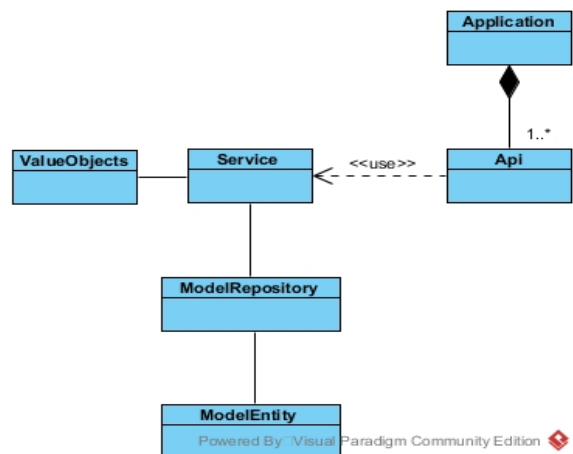 Application
1..*
ValueObjects
Service
<<use>>
Api
ModelRepository
ModelEntity
Powered By Visual Paradigm Community Edition